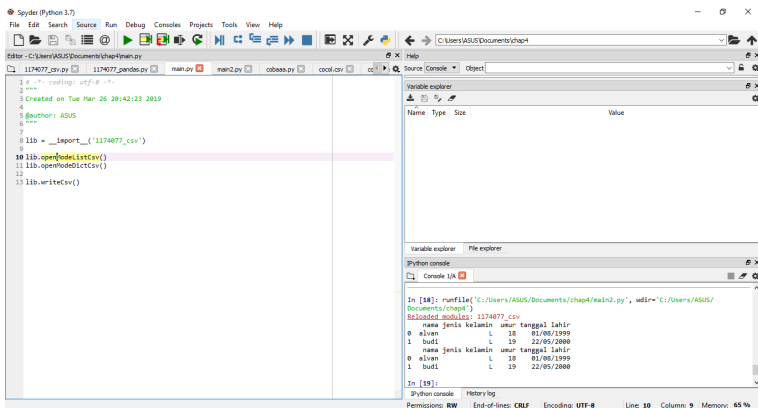 Spyder (Python 3.7)
File Edit Search Source Run Debug Consoles Projects Tools View Help
C:\Users\ASUS\Documents\chap4
Editor - C:\Users\ASUS\Documents\chap4\main.py
1174077_csv.py 1174077_pandas.py main.py main2.py cobaaa.py cocol.csv
1 # -*- coding: utf-8 -*-
2 """
3 Created on Tue Mar 26 20:42:23 2019
4
5 @author: ASUS
6 """
7
8 lib = __import__('1174077_csv')
9
10 lib.openModeListCsv()
11 lib.openModeDictCsv()
12
13 lib.writeCsv()
Help
Source Console Object
Variable explorer
Name Type Size Value
Variable explorer File explorer
IPython console
Console 1/A
In [18]: runfile('C:/Users/ASUS/Documents/chap4/main2.py', wdir='C:/Users/ASUS/
Documents/chap4')
Reloaded modules: 1174077_csv
nama jenis kelamin umur tanggal lahir
0 alvan L 18 01/08/1999
1 budi L 19 22/05/2000
nama jenis kelamin umur tanggal lahir
0 alvan L 18 01/08/1999
1 budi L 19 22/05/2000
In [19]:
IPython console History log
Permissions: RW End-of-lines: CRLF Encoding: UTF-8 Line: 10 Column: 9 Memory: 65 %